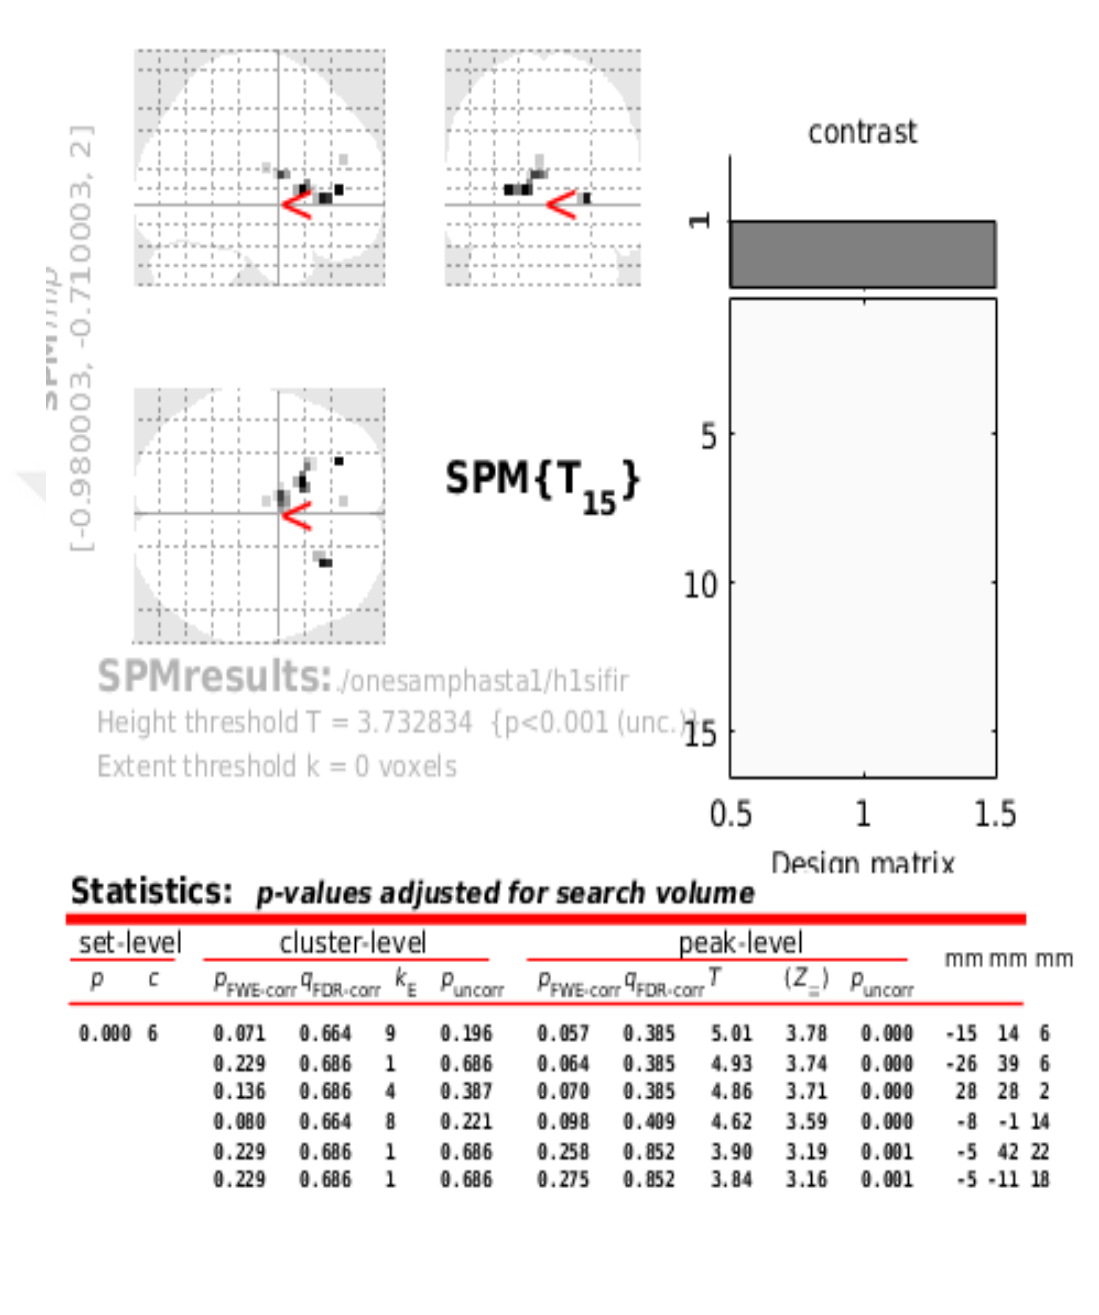 contrast
1
SPMmip
[-0.980003, -0.710003, 2]
<
<
<
SPM{T15}
5
10
15
0.5 1 1.5
Design matrix
SPMresults: ./onesamphasta1/h1sifir
Height threshold T = 3.732834 {p<0.001 (unc.)}
Extent threshold k = 0 voxels
Statistics: p-values adjusted for search volume
set-level cluster-level peak-level mm mm mm
p c pFWE-corr qFDR-corr kE puncorr pFWE-corr qFDR-corr T (Z≡) puncorr
0.000 6 0.071 0.664 9 0.196 0.057 0.385 5.01 3.78 0.000 -15 14 6
0.229 0.686 1 0.686 0.064 0.385 4.93 3.74 0.000 -26 39 6
0.136 0.686 4 0.387 0.070 0.385 4.86 3.71 0.000 28 28 2
0.080 0.664 8 0.221 0.098 0.409 4.62 3.59 0.000 -8 -1 14
0.229 0.686 1 0.686 0.258 0.852 3.90 3.19 0.001 -5 42 22
0.229 0.686 1 0.686 0.275 0.852 3.84 3.16 0.001 -5 -11 18